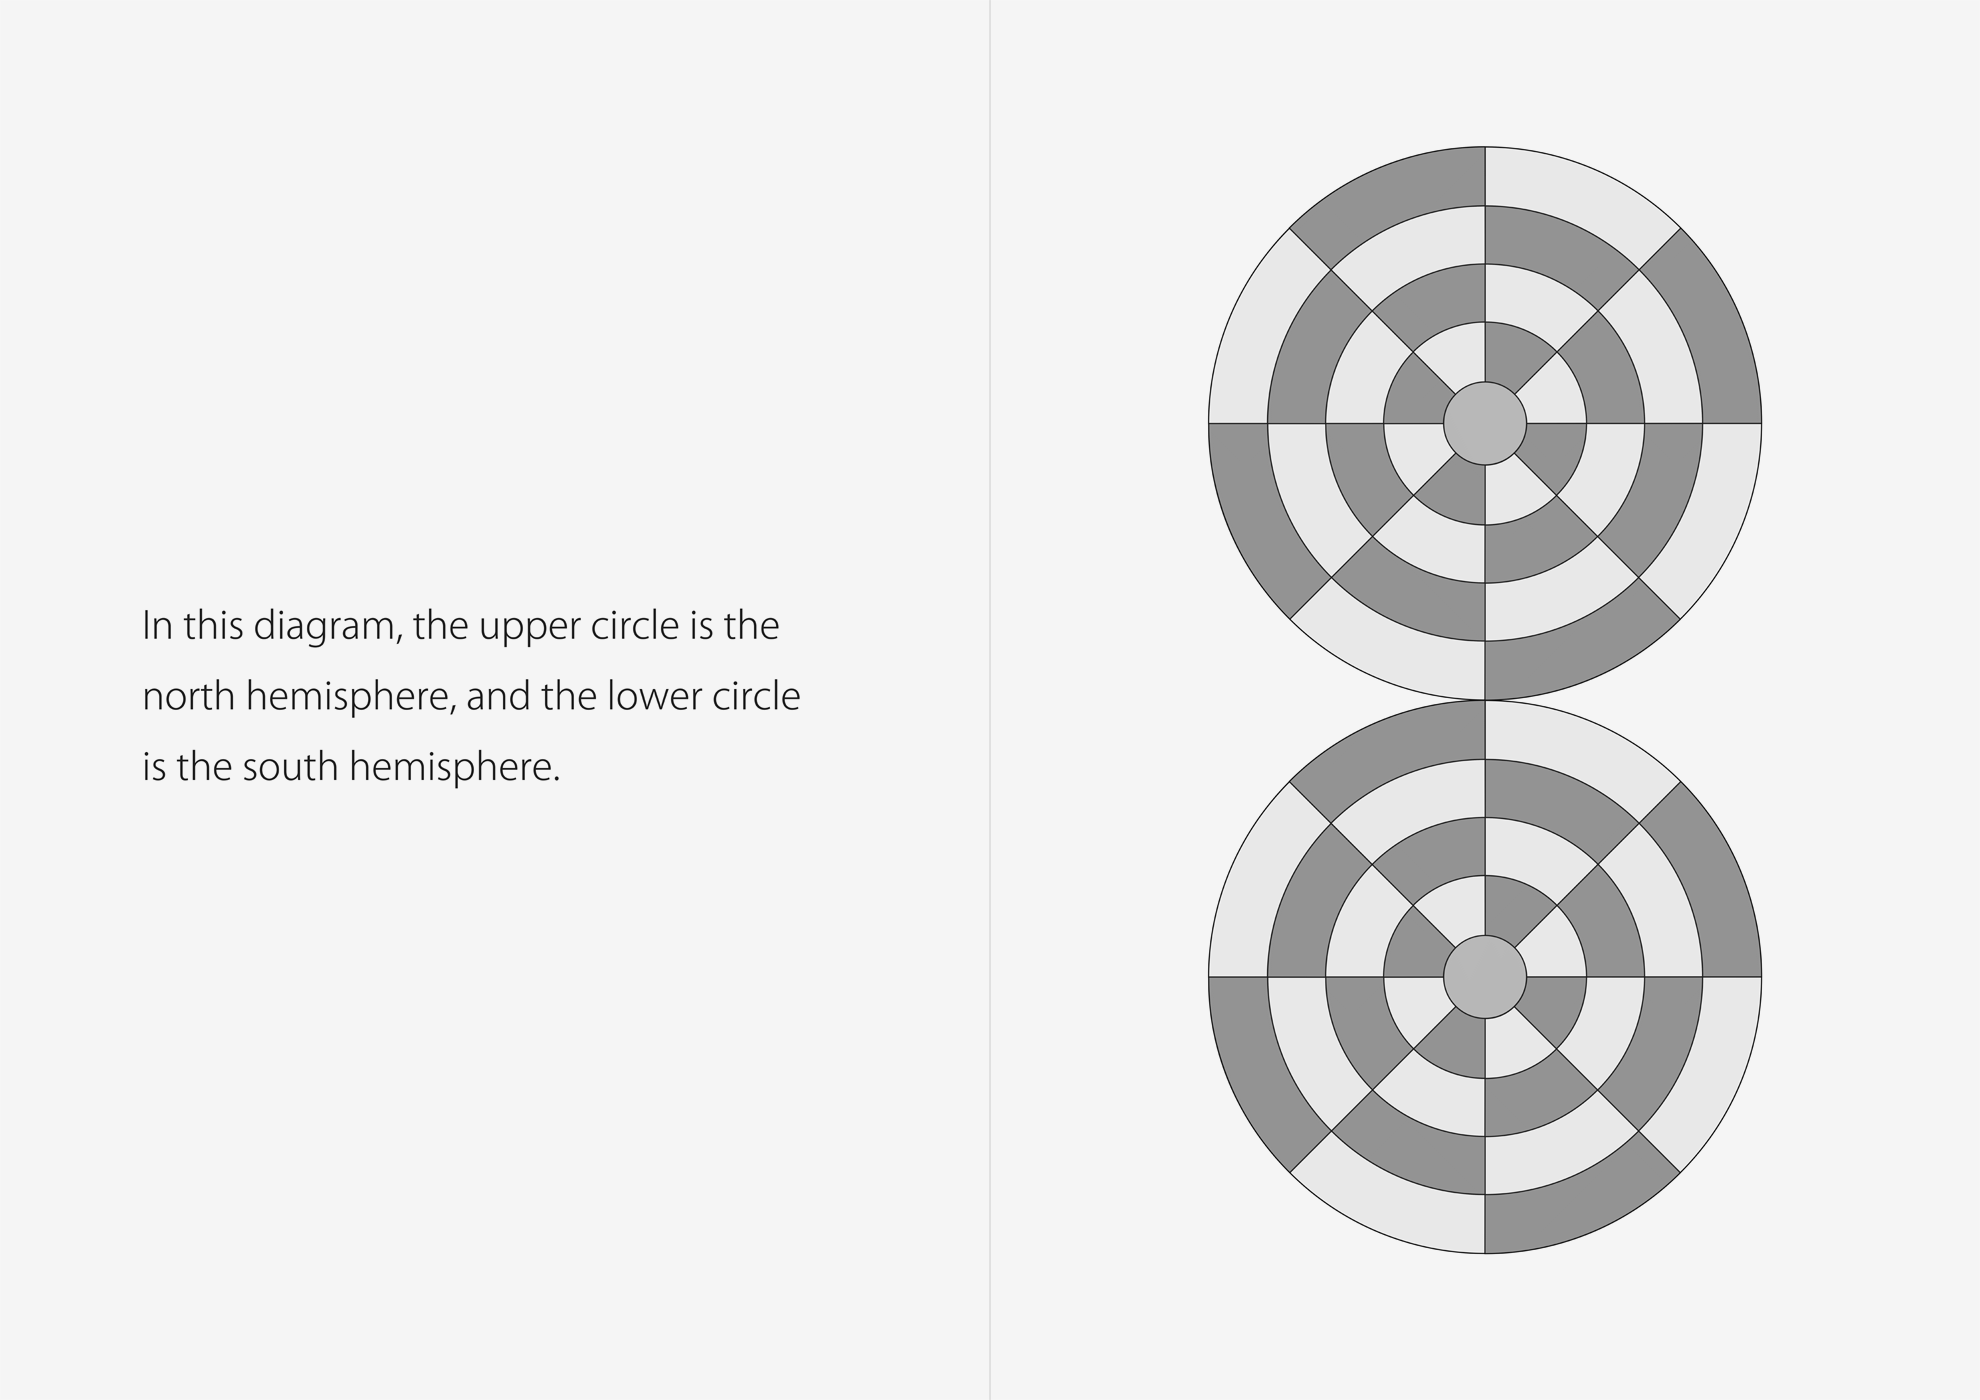 In this diagram, the upper circle is the
north hemisphere, and the lower circle
is the south hemisphere.